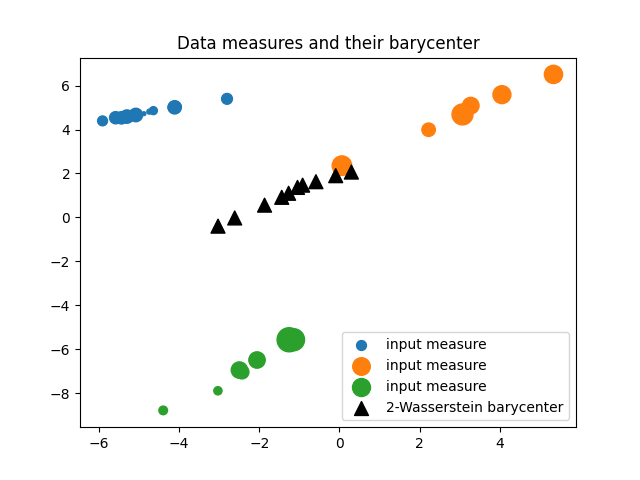 Data measures and their barycenter
6
4
2
0
−2
−4
−6
−8
−6
−4
−2
0
2
4
input measure
input measure
input measure
2-Wasserstein barycenter